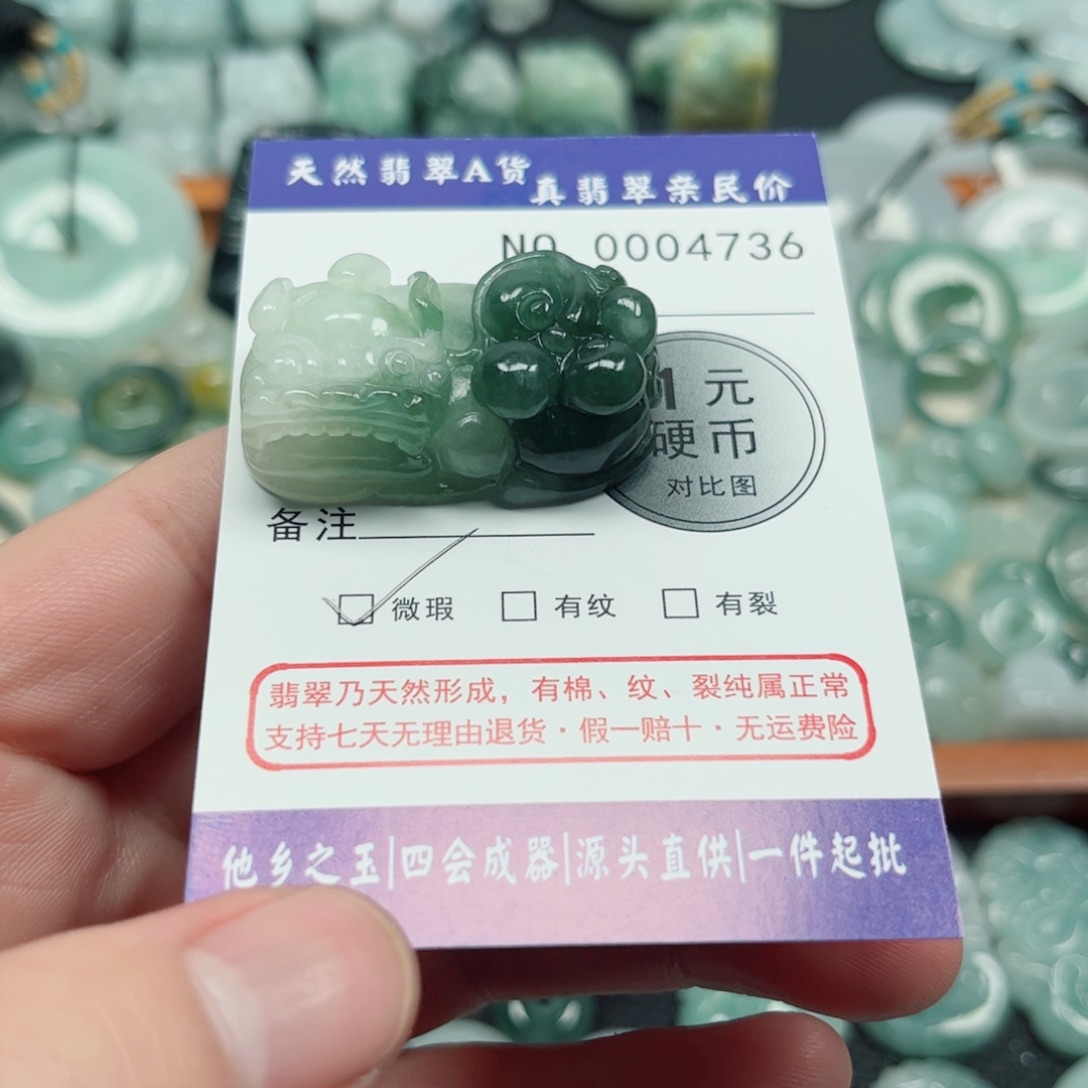 天然翡翠A货
真翡翠亲民价
NO 0004736
1元
硬币
对比图
备注
微瑕 有纹 有裂
翡翠乃天然形成，有棉、纹、裂纯属正常
支持七天无理由退货·假一赔十·无运费险
他乡之玉|四会成器|源头直供|一件起批